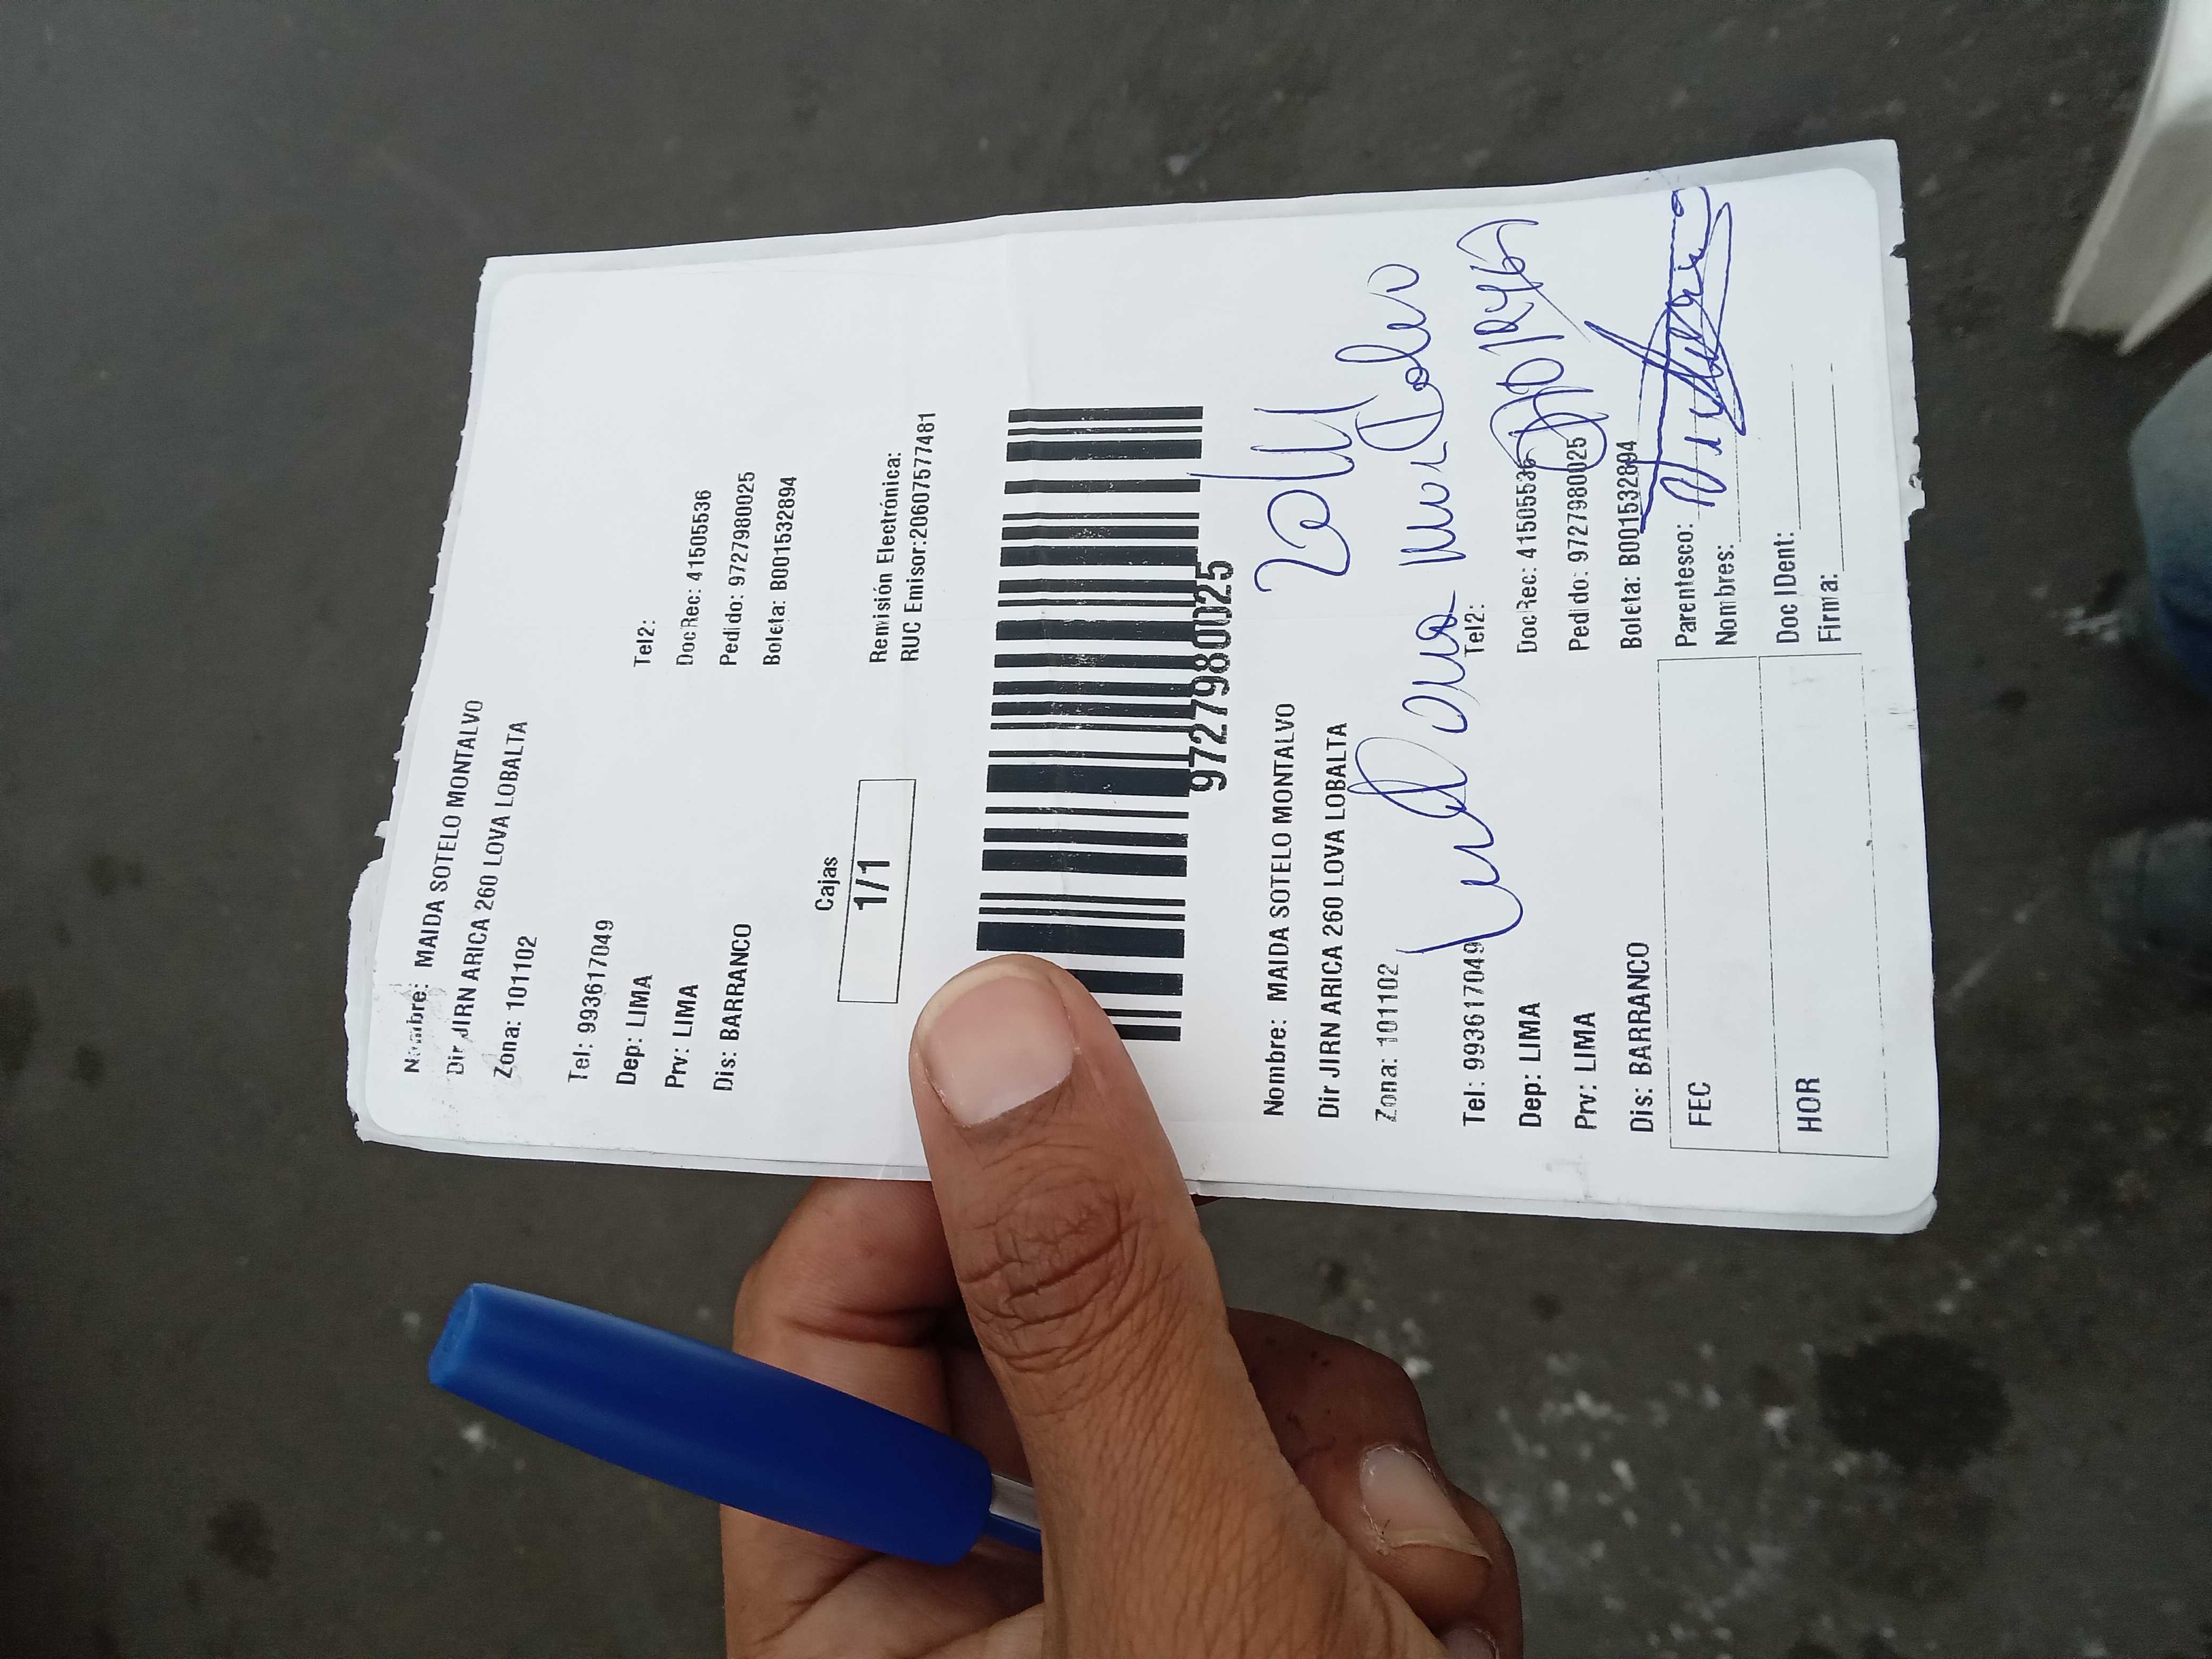 Nombre: MAIDA SOTELO MONTALVO
Dir JIRN ARICA 260 LOVA LOBALTA
Zona: 101102
Tel: 993617049
Tel2:
Dep: LIMA
DocRec: 41505536
Prv: LIMA
Pedido: 9727980025
Dis: BARRANCO
Boleta: B001532894
Cajas
1/1
Remisión Electrónica:
RUC Emisor:20607577481
9727980025
Nombre: MAIDA SOTELO MONTALVO
Dir JIRN ARICA 260 LOVA LOBALTA
Zona: 101102
Tel: 993617049
Tel2:
Dep: LIMA
DocRec: 41505536
Prv: LIMA
Pedido: 9727980025
Dis: BARRANCO
Boleta: B001532894
FEC
Parentesco:
Nombres:
HOR
Doc IDent:
Firma: